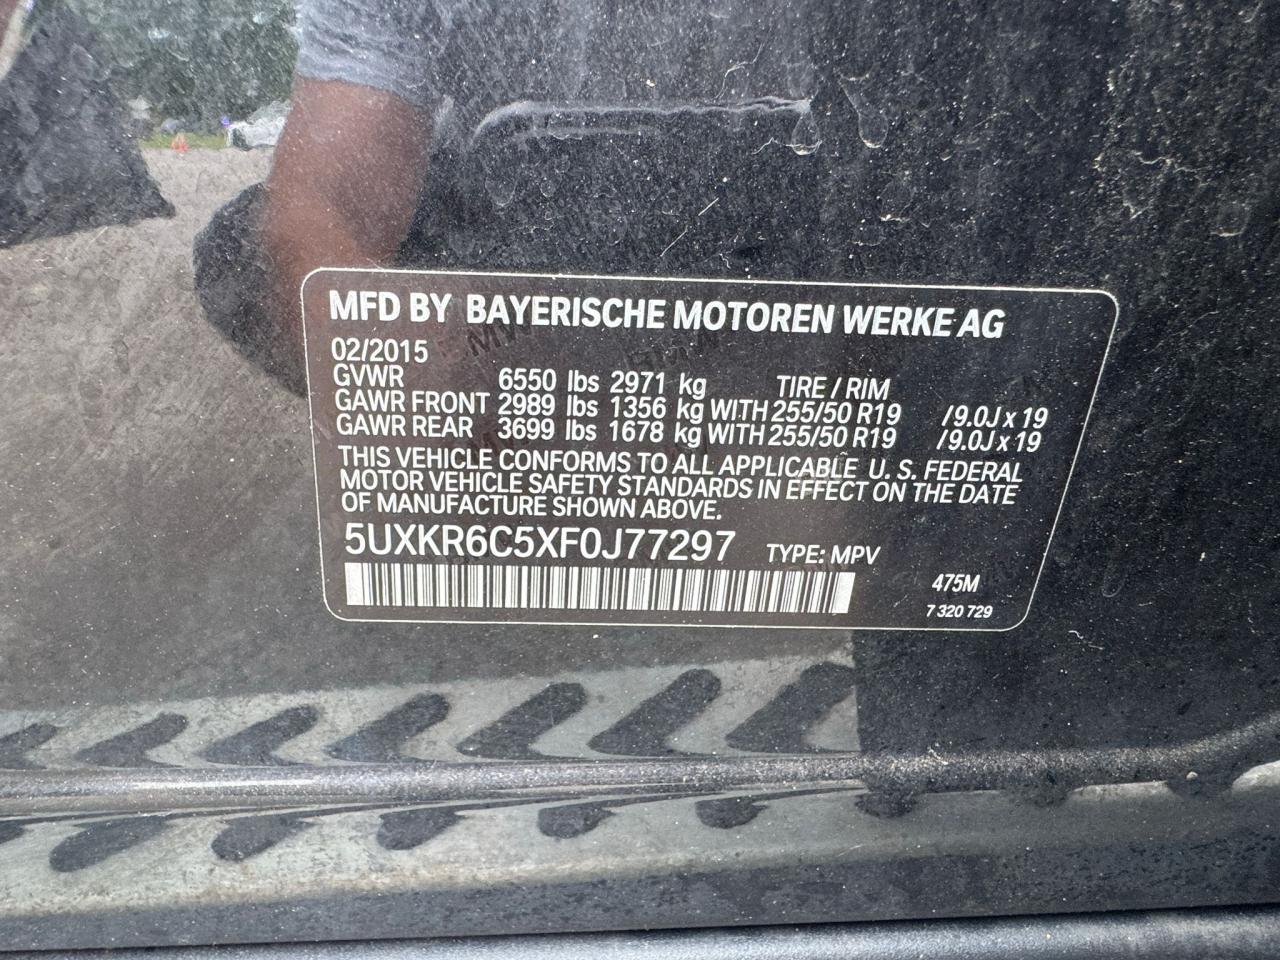 MFD BY BAYERISCHE MOTOREN WERKE AG
02/2015
GVWR 6550 lbs 2971 kg TIRE / RIM
GAWR FRONT 2989 lbs 1356 kg WITH 255/50 R19 /9.0J x 19
GAWR REAR 3699 lbs 1678 kg WITH 255/50 R19 /9.0J x 19
THIS VEHICLE CONFORMS TO ALL APPLICABLE U. S. FEDERAL
MOTOR VEHICLE SAFETY STANDARDS IN EFFECT ON THE DATE
OF MANUFACTURE SHOWN ABOVE.
5UXKR6C5XF0J77297 TYPE: MPV
475M
7 320 729